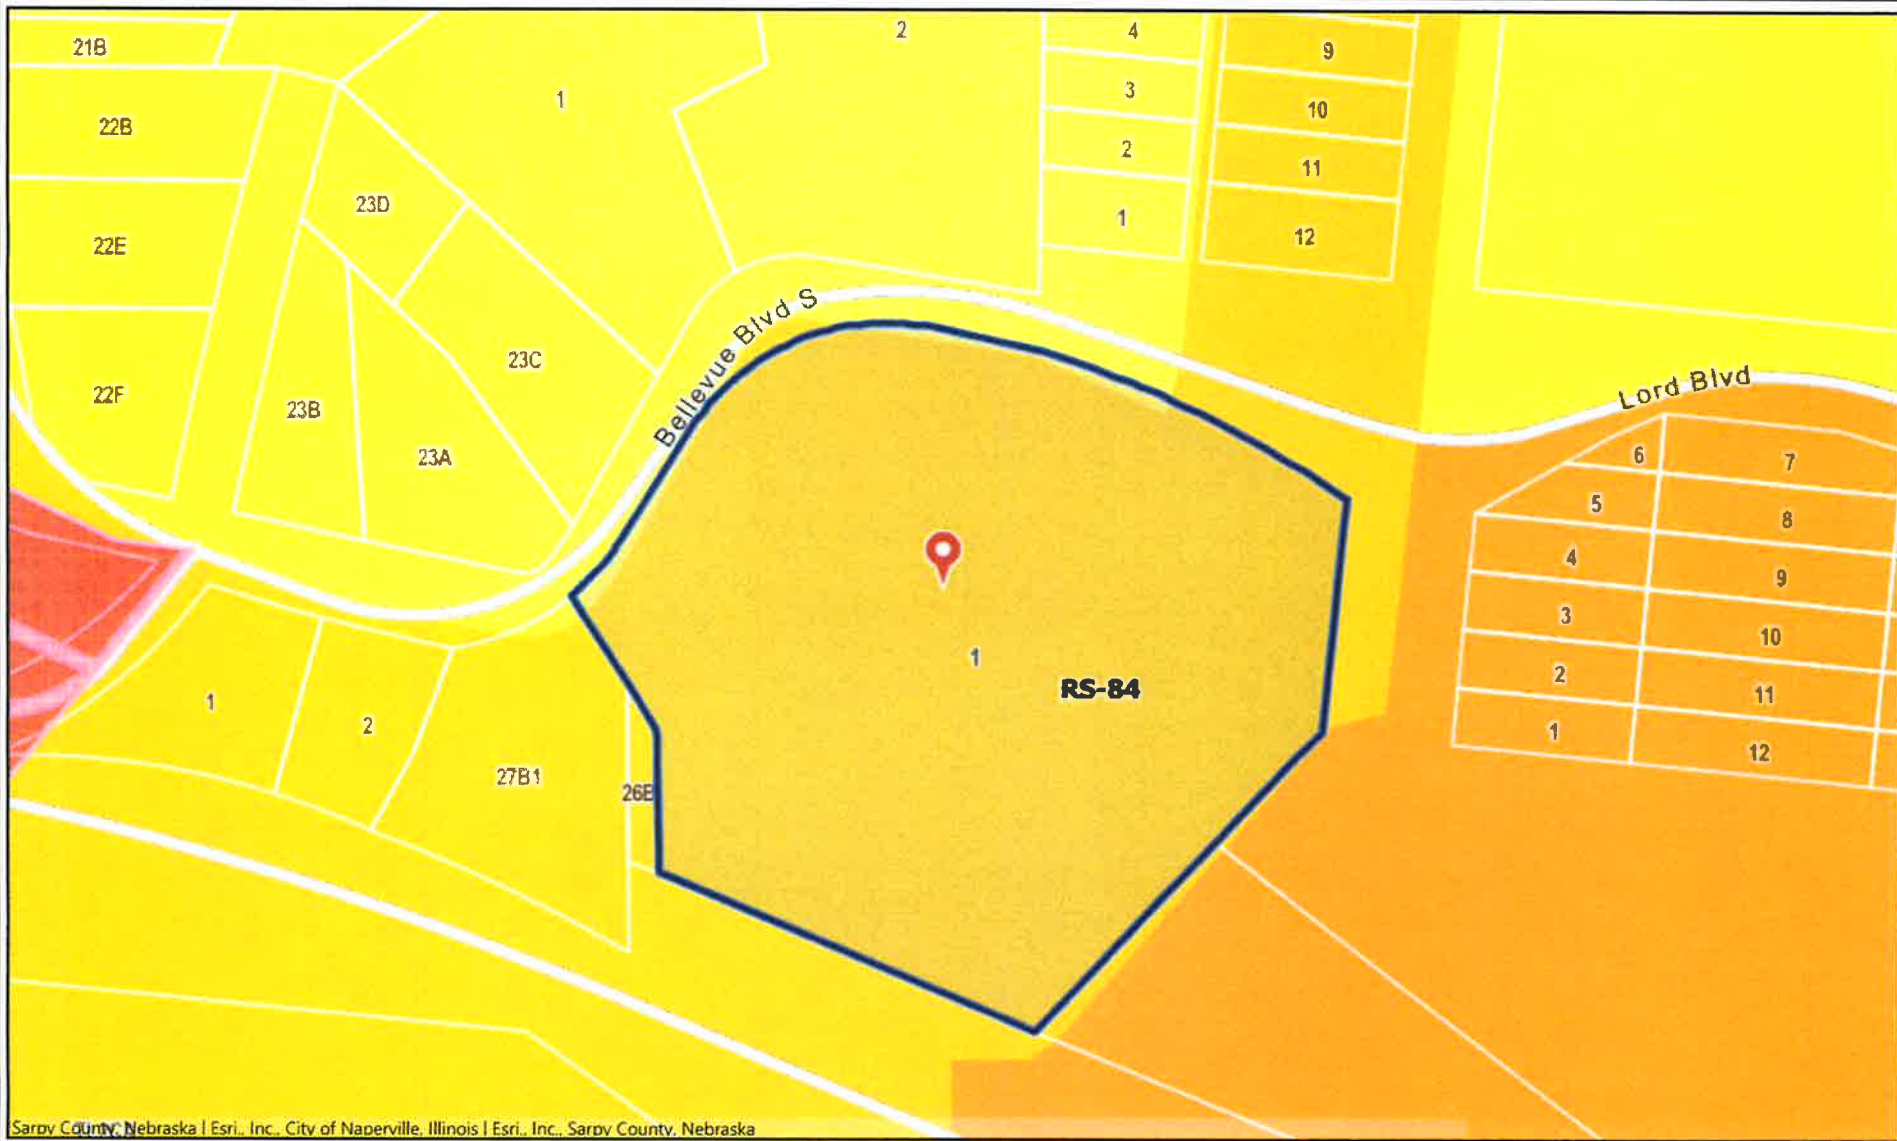 21B
22B
22E
22F
23D
23B
23A
23C
1
2
4
3
2
1
9
10
11
12
Bellevue Blvd S
Lord Blvd
6
5
4
3
2
1
7
8
9
10
11
12
1
RS-84
1
2
27B1
Sarpy County, Nebraska | Esri., Inc., City of Naperville, Illinois | Esri., Inc., Sarpy County, Nebraska